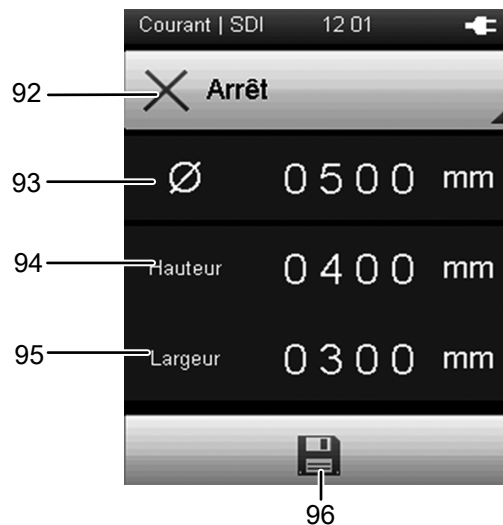 Courant | SDI 12 01
92 Arrêt
93 Ø 0500 mm
94 Hauteur 0400 mm
95 Largeur 0300 mm
96